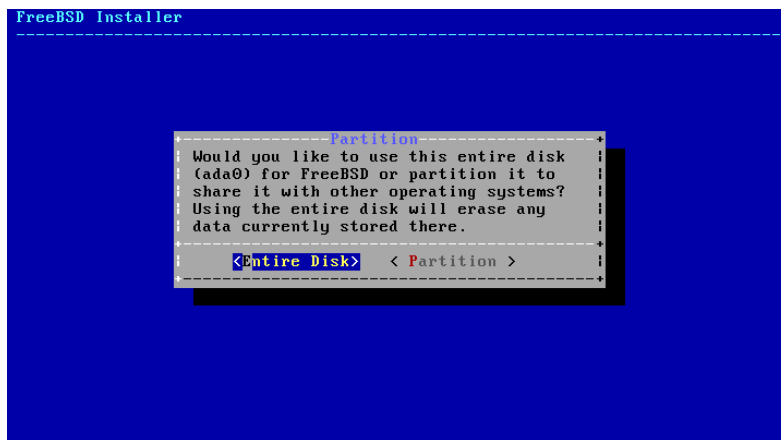 FreeBSD Installer
Partition
Would you like to use this entire disk
(ada0) for FreeBSD or partition it to
share it with other operating systems?
Using the entire disk will erase any
data currently stored there.
<Entire Disk> < Partition >